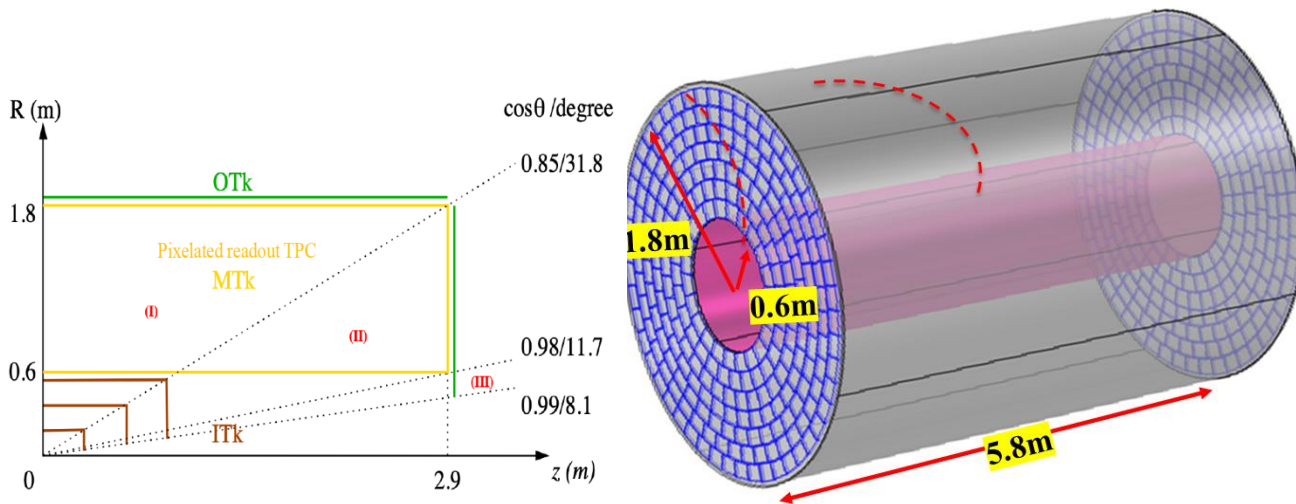 R (m)
cosθ /degree
0.85/31.8
OTk
1.8
Pixelated readout TPC
MTk
(I)
(II)
0.98/11.7
0.6
(III)
0.99/8.1
ITk
0
2.9
z (m)
1.8m
0.6m
5.8m